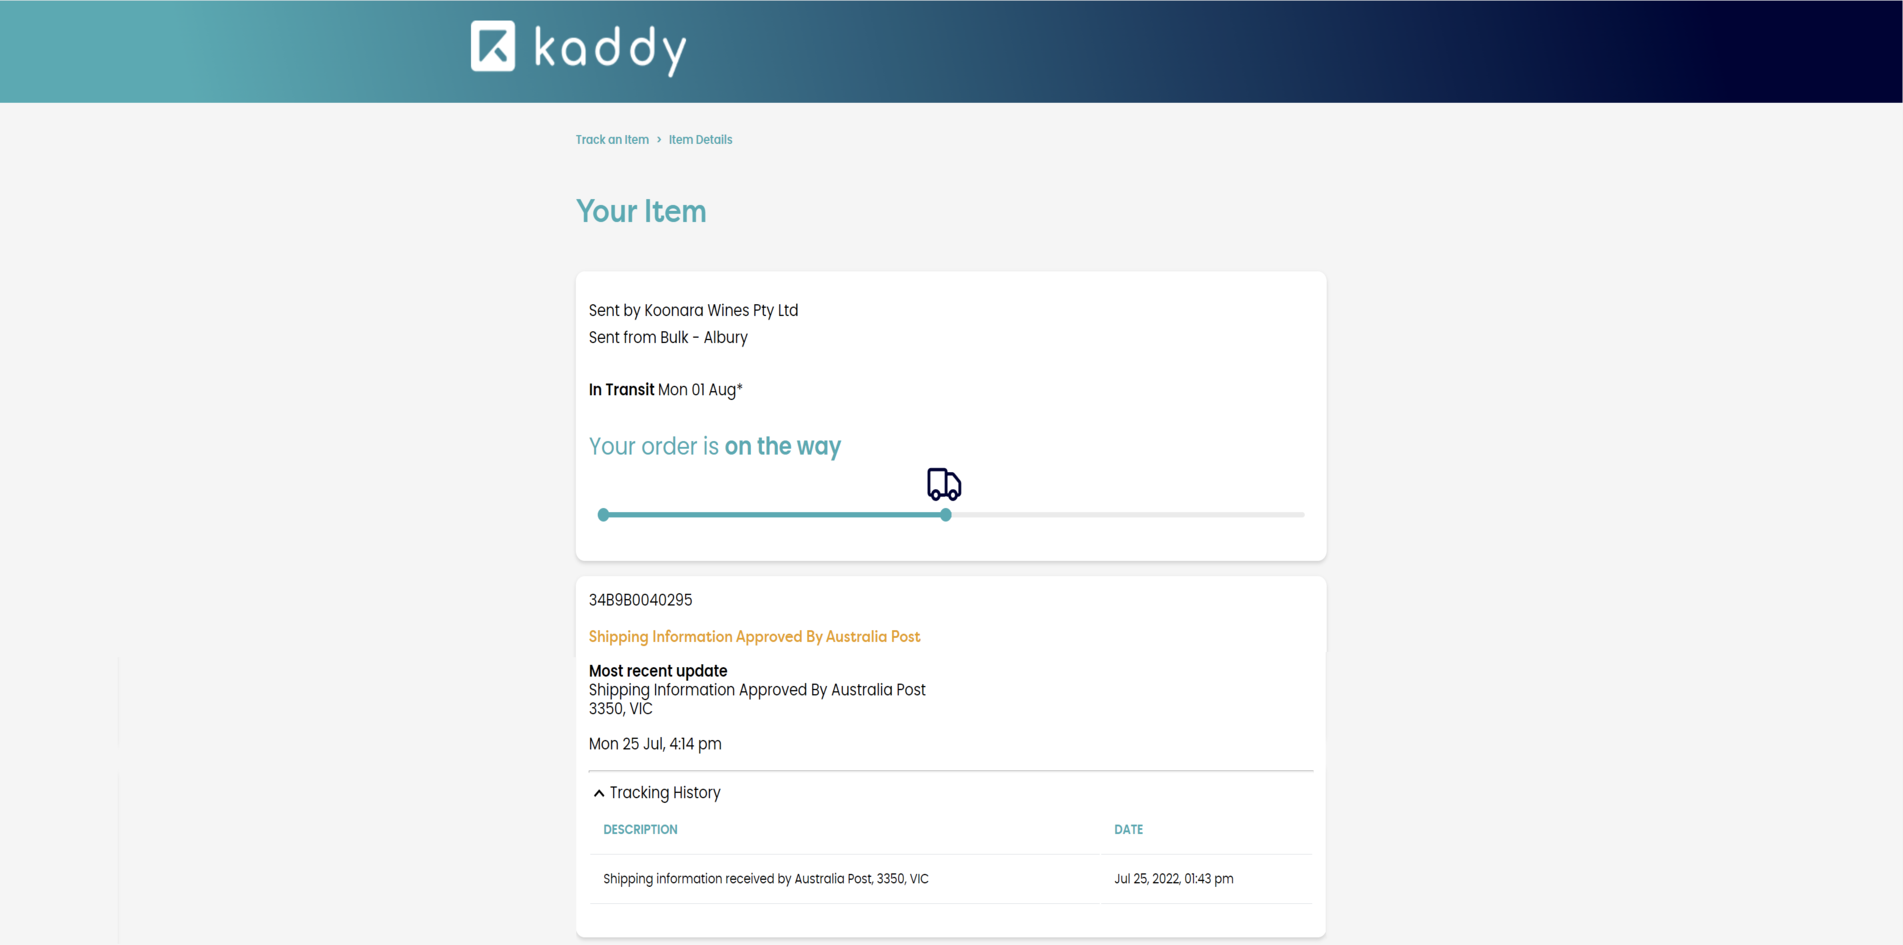 kaddy
Track an Item > Item Details
Your Item
Sent by Koonara Wines Pty Ltd
Sent from Bulk - Albury
In Transit Mon 01 Aug*
Your order is on the way
34B9B0040295
Shipping Information Approved By Australia Post
Most recent update
Shipping Information Approved By Australia Post
3350, VIC
Mon 25 Jul, 4:14 pm
Tracking History
DESCRIPTION DATE
Shipping information received by Australia Post, 3350, VIC Jul 25, 2022, 01:43 pm